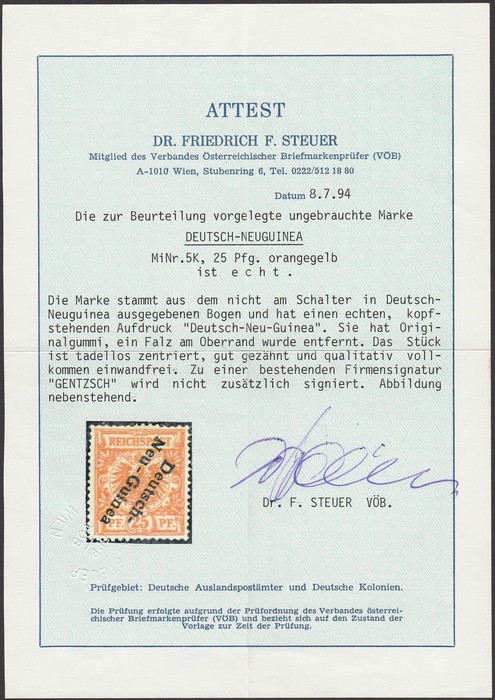 ATTEST
DR. FRIEDRICH F. STEUER
Mitglied des Verbandes Österreichischer Briefmarkenprüfer (VÖB)
A-1010 Wien, Stubenring 6, Tel. 0222/512 18 80
Datum 8.7.94
Die zur Beurteilung vorgelegte ungebrauchte Marke
DEUTSCH-NEUGUINEA
MiNr.5K, 25 Pfg. orangegelb
ist e c h t .
Die Marke stammt aus dem nicht am Schalter in Deutsch-
Neuguinea ausgegebenen Bogen und hat einen echten, kopf-
stehenden Aufdruck "Deutsch-Neu-Guinea". Sie hat Origi-
nalgummi, ein Falz am Oberrand wurde entfernt. Das Stück
ist tadellos zentriert, gut gezähnt und qualitativ voll-
kommen einwandfrei. Zu einer bestehenden Firmensignatur
"GENTZSCH" wird nicht zusätzlich signiert. Abbildung
nebenstehend.
REICHSPOST
Deutsch-
Neu-Guinea
PF. 25 PF.
Dr. F. STEUER VÖB.
Prüfgebiet: Deutsche Auslandspostämter und Deutsche Kolonien.
Die Prüfung erfolgte aufgrund der Prüfordnung des Verbandes österrei-
chischer Briefmarkenprüfer (VÖB) und bezieht sich auf den Zustand der
Vorlage zur Zeit der Prüfung.